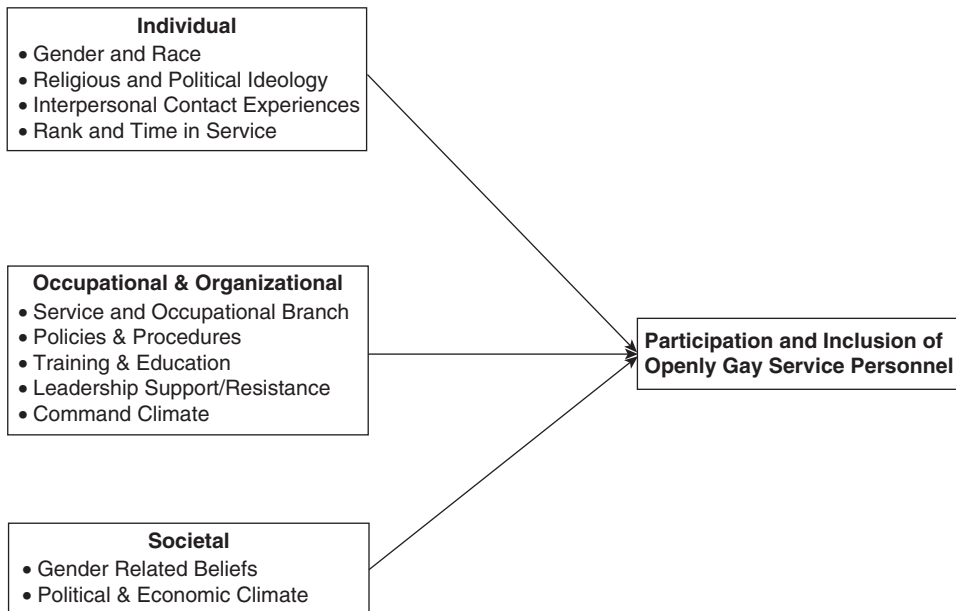 Individual
• Gender and Race
• Religious and Political Ideology
• Interpersonal Contact Experiences
• Rank and Time in Service
Occupational & Organizational
• Service and Occupational Branch
• Policies & Procedures
• Training & Education
• Leadership Support/Resistance
• Command Climate
Participation and Inclusion of
Openly Gay Service Personnel
Societal
• Gender Related Beliefs
• Political & Economic Climate